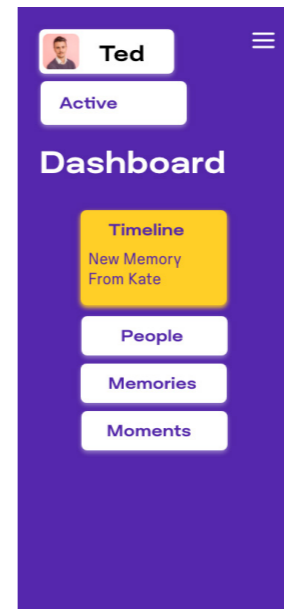 Ted
Active
Dashboard
Timeline
New Memory
From Kate
People
Memories
Moments